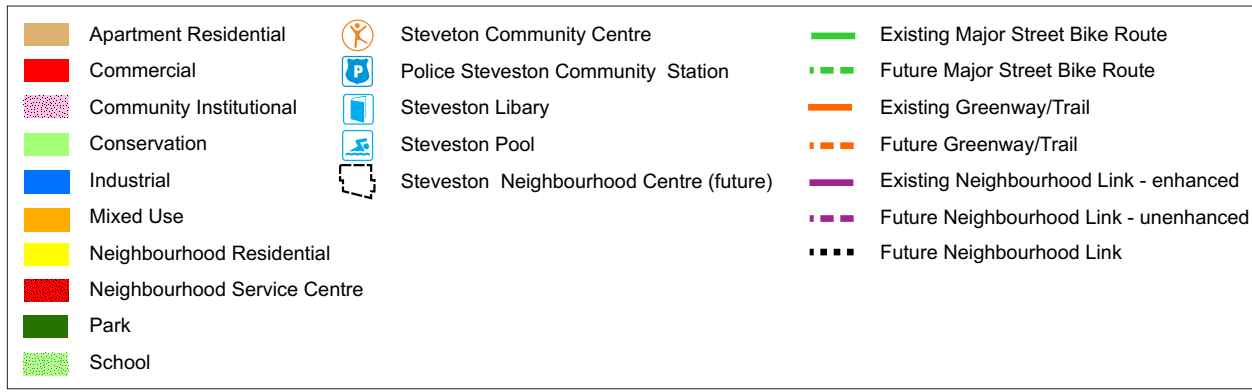 Apartment Residential
Commercial
Community Institutional
Conservation
Industrial
Mixed Use
Neighbourhood Residential
Neighbourhood Service Centre
Park
School
Steveton Community Centre
P
Police Steveston Community Station
Steveston Libary
Steveston Pool
Steveston Neighbourhood Centre (future)
Existing Major Street Bike Route
Future Major Street Bike Route
Existing Greenway/Trail
Future Greenway/Trail
Existing Neighbourhood Link - enhanced
Future Neighbourhood Link - unenhanced
Future Neighbourhood Link